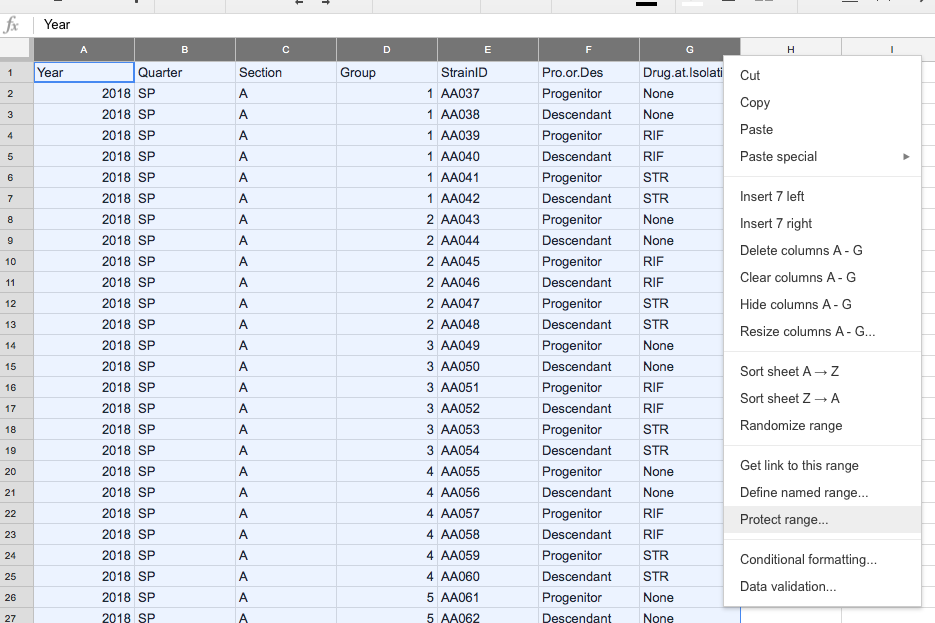 fx Year
A B C D E F G H I
1 Year Quarter Section Group StrainID Pro.or.Des Drug.at.Isolati
2 2018 SP A 1 AA037 Progenitor None
3 2018 SP A 1 AA038 Descendant None
4 2018 SP A 1 AA039 Progenitor RIF
5 2018 SP A 1 AA040 Descendant RIF
6 2018 SP A 1 AA041 Progenitor STR
7 2018 SP A 1 AA042 Descendant STR
8 2018 SP A 2 AA043 Progenitor None
9 2018 SP A 2 AA044 Descendant None
10 2018 SP A 2 AA045 Progenitor RIF
11 2018 SP A 2 AA046 Descendant RIF
12 2018 SP A 2 AA047 Progenitor STR
13 2018 SP A 2 AA048 Descendant STR
14 2018 SP A 3 AA049 Progenitor None
15 2018 SP A 3 AA050 Descendant None
16 2018 SP A 3 AA051 Progenitor RIF
17 2018 SP A 3 AA052 Descendant RIF
18 2018 SP A 3 AA053 Progenitor STR
19 2018 SP A 3 AA054 Descendant STR
20 2018 SP A 4 AA055 Progenitor None
21 2018 SP A 4 AA056 Descendant None
22 2018 SP A 4 AA057 Progenitor RIF
23 2018 SP A 4 AA058 Descendant RIF
24 2018 SP A 4 AA059 Progenitor STR
25 2018 SP A 4 AA060 Descendant STR
26 2018 SP A 5 AA061 Progenitor None
27 2018 SP A 5 AA062 Descendant None
Cut
Copy
Paste
Paste special
Insert 7 left
Insert 7 right
Delete columns A - G
Clear columns A - G
Hide columns A - G
Resize columns A - G...
Sort sheet A → Z
Sort sheet Z → A
Randomize range
Get link to this range
Define named range...
Protect range...
Conditional formatting...
Data validation...